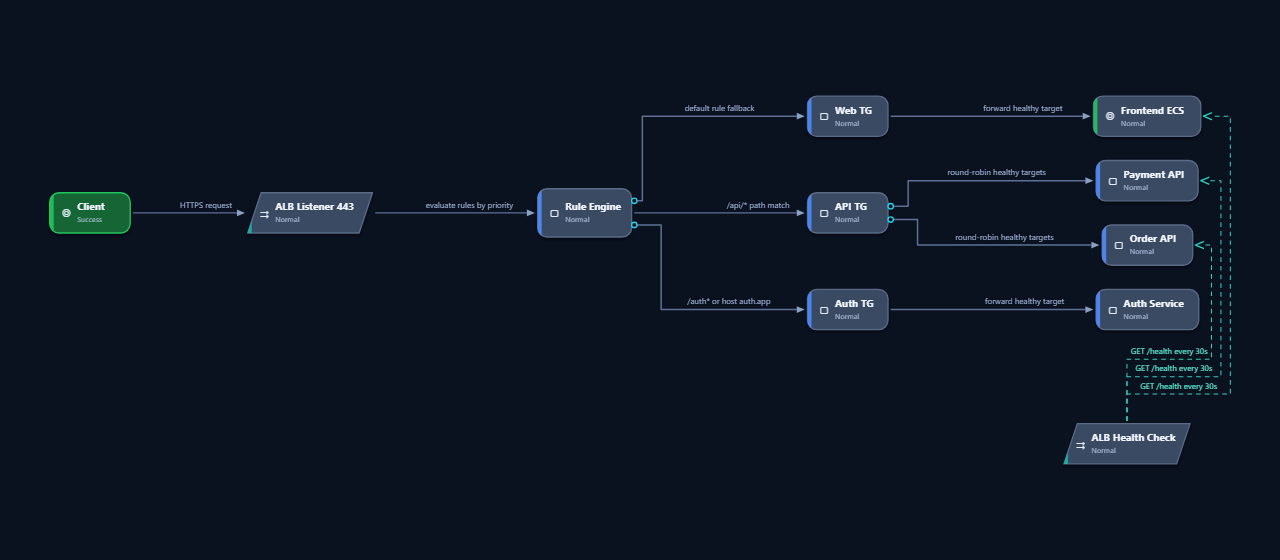 default rule fallback
Web TG
Normal
forward healthy target
Frontend ECS
Normal
round-robin healthy targets
Payment API
Normal
Client
Success
HTTPS request
ALB Listener 443
Normal
evaluate rules by priority
Rule Engine
Normal
/api/* path match
API TG
Normal
round-robin healthy targets
Order API
Normal
/auth* or host auth.app
Auth TG
Normal
forward healthy target
Auth Service
Normal
GET /health every 30s
GET /health every 30s
GET /health every 30s
ALB Health Check
Normal